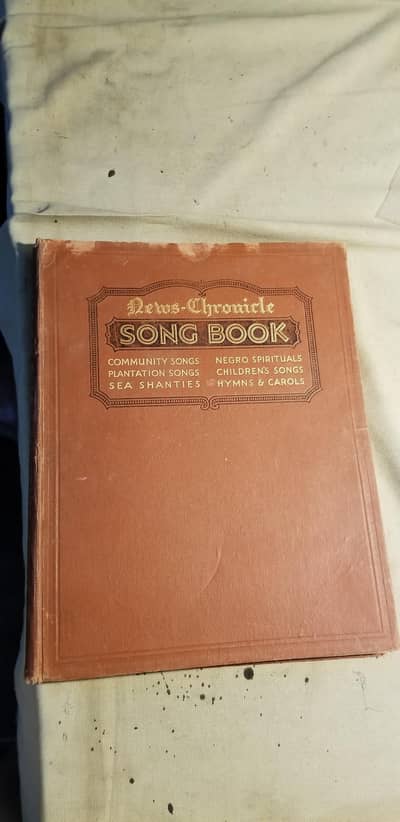 News-Chronicle
SONG BOOK
COMMUNITY SONGS NEGRO SPIRITUALS
PLANTATION SONGS CHILDREN'S SONGS
SEA SHANTIES HYMNS & CAROLS